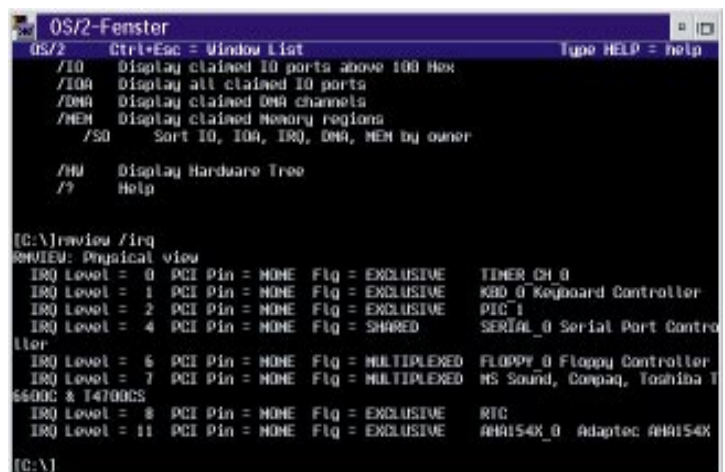 OS/2-Fenster
OS/2 Ctrl+Esc = Window List Type HELP = help
/IO Display claimed IO ports above 100 Hex
/IOA Display all claimed IO ports
/DMA Display claimed DMA channels
/MEM Display claimed Memory regions
/SO Sort IO, IOA, IRQ, DMA, MEM by owner
/HW Display Hardware Tree
/? Help
[C:\]rmview /irq
RMVIEW: Physical view
IRQ Level = 0 PCI Pin = NONE Flg = EXCLUSIVE TIMER_CH_0
IRQ Level = 1 PCI Pin = NONE Flg = EXCLUSIVE KBD_0 Keyboard Controller
IRQ Level = 2 PCI Pin = NONE Flg = EXCLUSIVE PIC_1
IRQ Level = 4 PCI Pin = NONE Flg = SHARED SERIAL_0 Serial Port Contro
ller
IRQ Level = 6 PCI Pin = NONE Flg = MULTIPLEXED FLOPPY_0 Floppy Controller
IRQ Level = 7 PCI Pin = NONE Flg = MULTIPLEXED MS Sound, Compaq, Toshiba T
6600C & T4700CS
IRQ Level = 8 PCI Pin = NONE Flg = EXCLUSIVE RTC
IRQ Level = 11 PCI Pin = NONE Flg = EXCLUSIVE AHA154X_0 Adaptec AHA154X
[C:\]